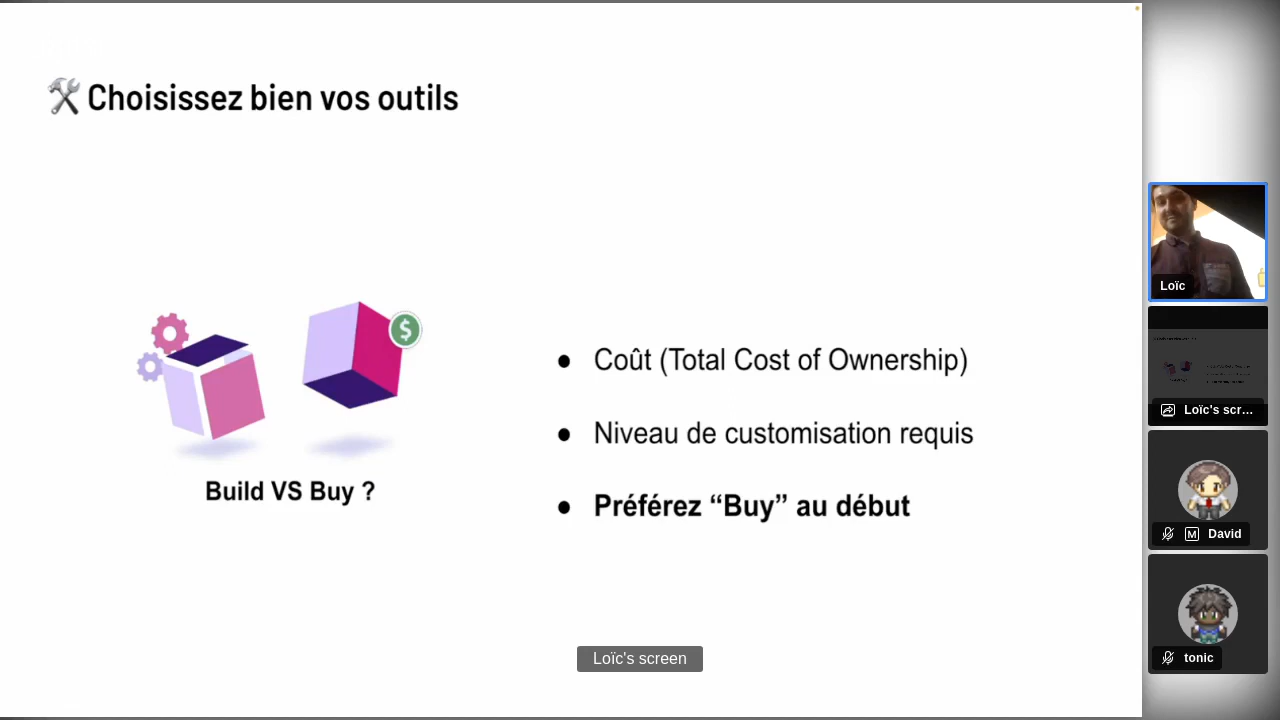 Choisissez bien vos outils
$
Build VS Buy ?
● Coût (Total Cost of Ownership)
● Niveau de customisation requis
● Préférez “Buy” au début
Loïc's screen
Loïc
Loïc's scr…
M David
tonic